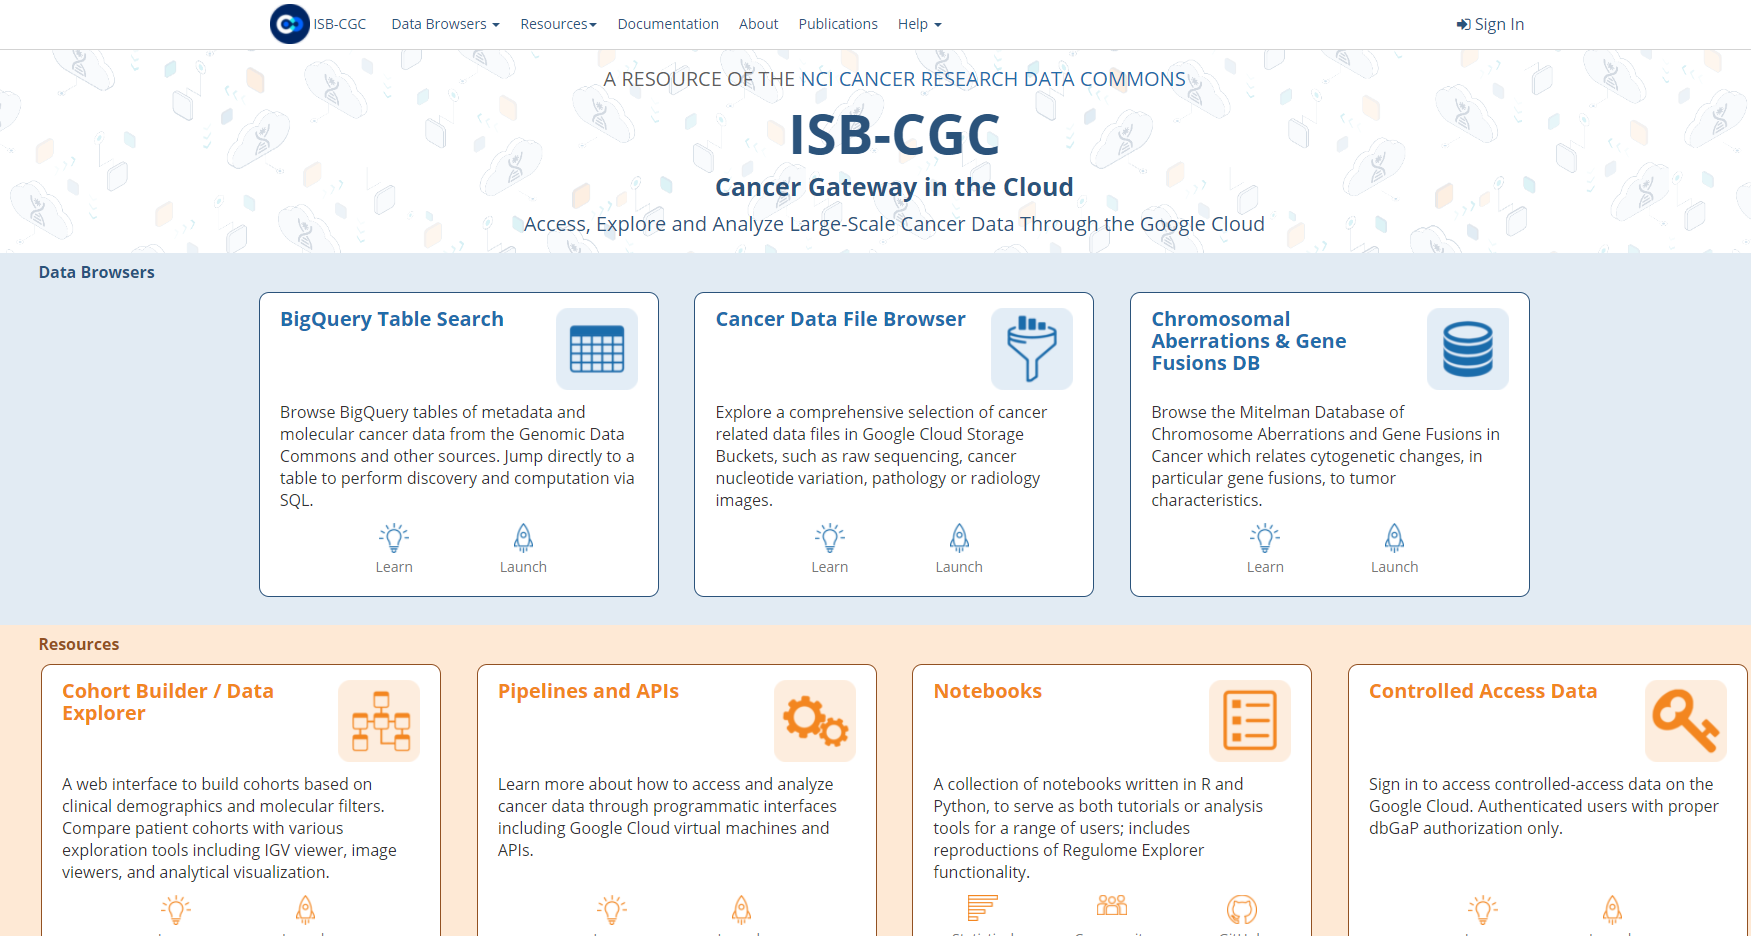 ISB-CGC
Data Browsers
Resources
Documentation
About
Publications
Help
Sign In
A RESOURCE OF THE NCI CANCER RESEARCH DATA COMMONS
ISB-CGC
Cancer Gateway in the Cloud
Access, Explore and Analyze Large-Scale Cancer Data Through the Google Cloud
Data Browsers
BigQuery Table Search
Browse BigQuery tables of metadata and
molecular cancer data from the Genomic Data
Commons and other sources. Jump directly to a
table to perform discovery and computation via
SQL.
Learn
Launch
Cancer Data File Browser
Explore a comprehensive selection of cancer
related data files in Google Cloud Storage
Buckets, such as raw sequencing, cancer
nucleotide variation, pathology or radiology
images.
Learn
Launch
Chromosomal
Aberrations & Gene
Fusions DB
Browse the Mitelman Database of
Chromosome Aberrations and Gene Fusions in
Cancer which relates cytogenetic changes, in
particular gene fusions, to tumor
characteristics.
Learn
Launch
Resources
Cohort Builder / Data
Explorer
A web interface to build cohorts based on
clinical demographics and molecular filters.
Compare patient cohorts with various
exploration tools including IGV viewer, image
viewers, and analytical visualization.
Pipelines and APIs
Learn more about how to access and analyze
cancer data through programmatic interfaces
including Google Cloud virtual machines and
APIs.
Notebooks
A collection of notebooks written in R and
Python, to serve as both tutorials or analysis
tools for a range of users; includes
reproductions of Regulome Explorer
functionality.
Controlled Access Data
Sign in to access controlled-access data on the
Google Cloud. Authenticated users with proper
dbGaP authorization only.